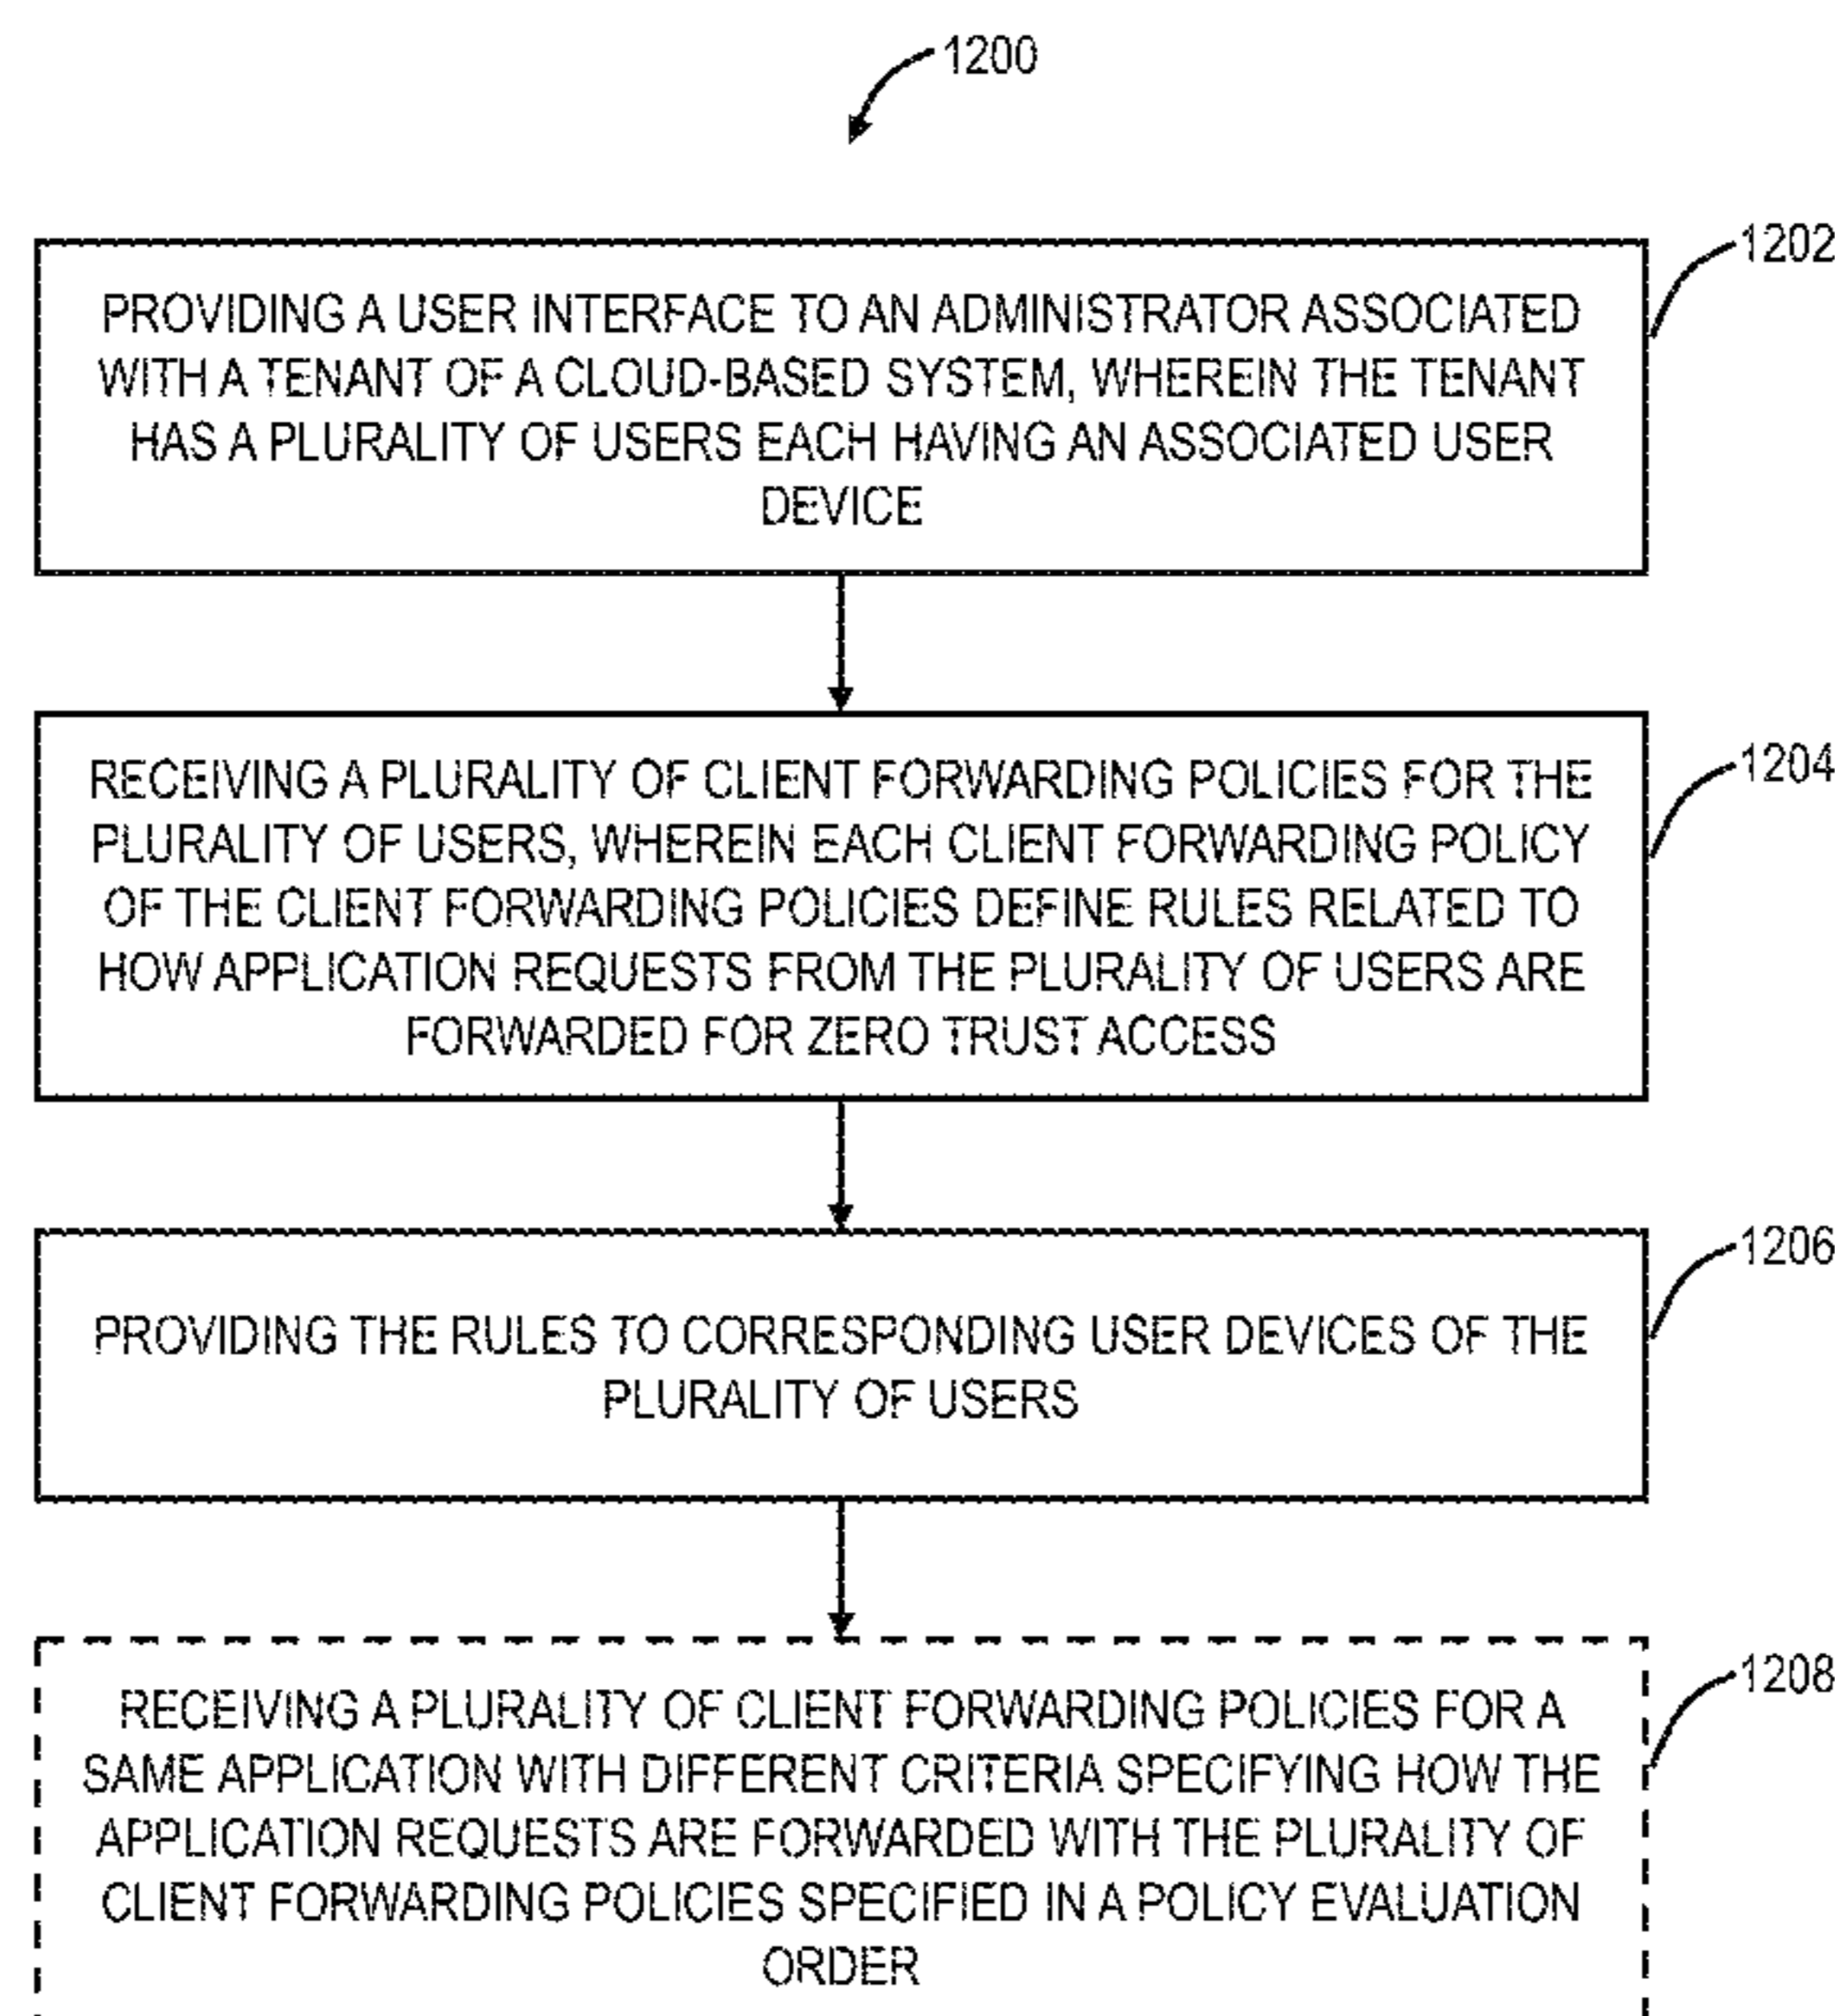 1200
1202
PROVIDING A USER INTERFACE TO AN ADMINISTRATOR ASSOCIATED
WITH A TENANT OF A CLOUD-BASED SYSTEM, WHEREIN THE TENANT
HAS A PLURALITY OF USERS EACH HAVING AN ASSOCIATED USER
DEVICE
1204
RECEIVING A PLURALITY OF CLIENT FORWARDING POLICIES FOR THE
PLURALITY OF USERS, WHEREIN EACH CLIENT FORWARDING POLICY
OF THE CLIENT FORWARDING POLICIES DEFINE RULES RELATED TO
HOW APPLICATION REQUESTS FROM THE PLURALITY OF USERS ARE
FORWARDED FOR ZERO TRUST ACCESS
1206
PROVIDING THE RULES TO CORRESPONDING USER DEVICES OF THE
PLURALITY OF USERS
1208
RECEIVING A PLURALITY OF CLIENT FORWARDING POLICIES FOR A
SAME APPLICATION WITH DIFFERENT CRITERIA SPECIFYING HOW THE
APPLICATION REQUESTS ARE FORWARDED WITH THE PLURALITY OF
CLIENT FORWARDING POLICIES SPECIFIED IN A POLICY EVALUATION
ORDER